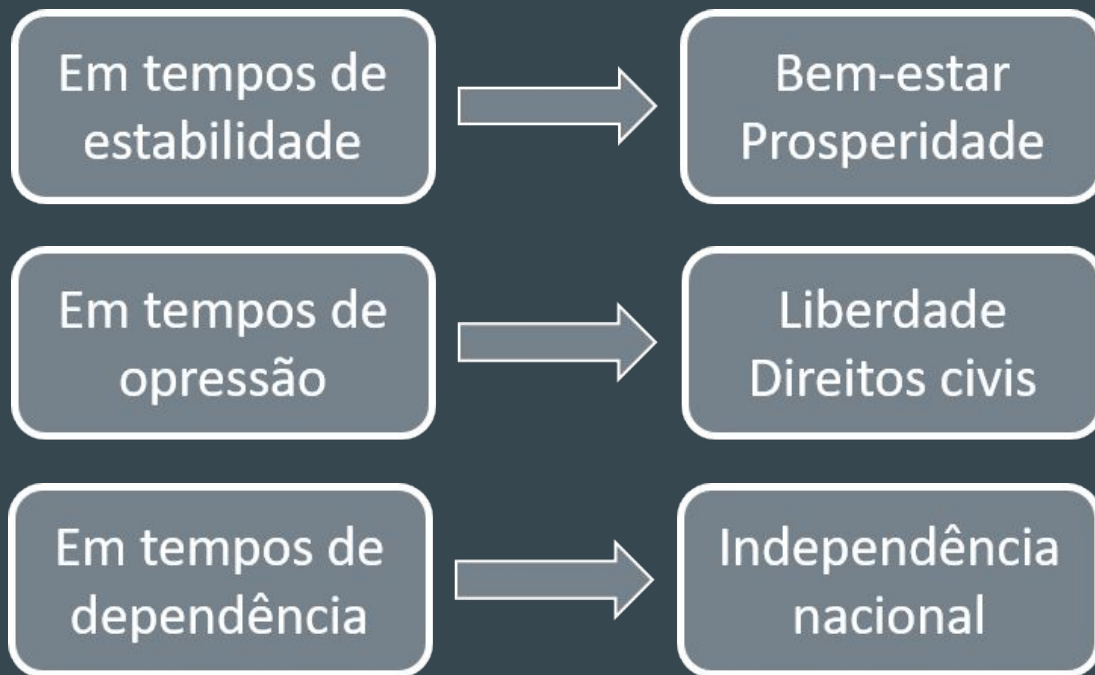 Em tempos de
estabilidade
Bem-estar
Prosperidade
Em tempos de
opressão
Liberdade
Direitos civis
Em tempos de
dependência
Independência
nacional